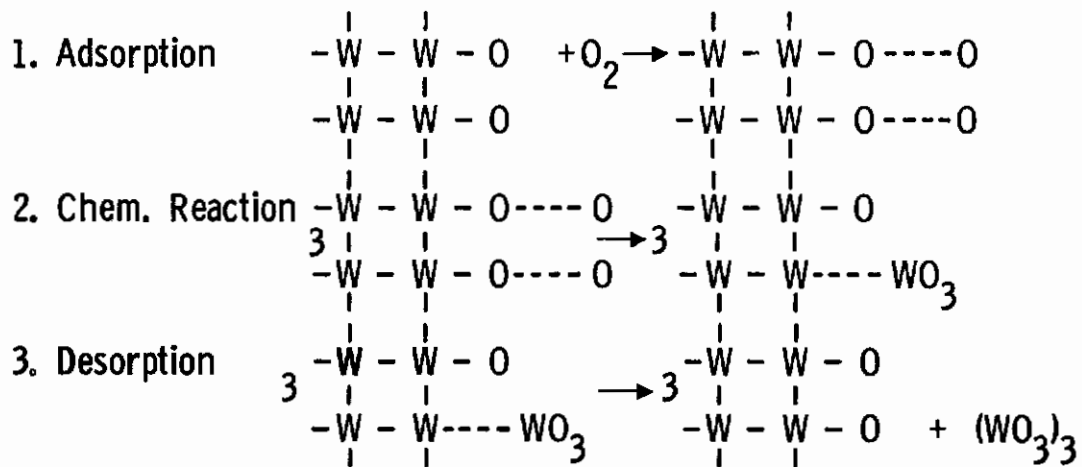 1. Adsorption -W - W - O +O2 → -W - W - O----O
-W - W - O -W - W - O----O
2. Chem. Reaction -W - W - O----O -W - W - O
3 → 3
-W - W - O----O -W - W----WO3
3. Desorption -W - W - O -W - W - O
3 → 3
-W - W----WO3 -W - W - O + (WO3)3